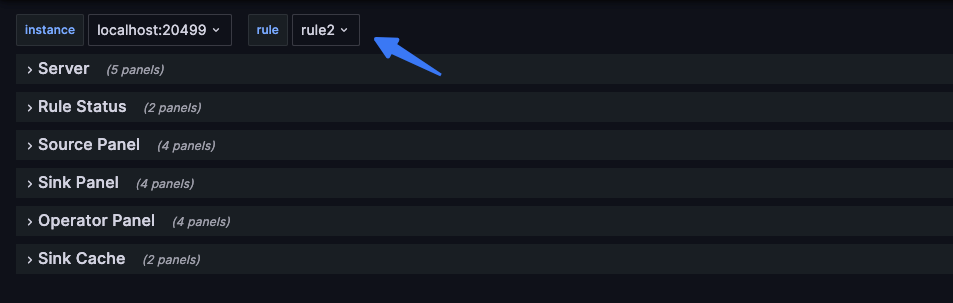 instance localhost:20499 rule rule2
Server (5 panels)
Rule Status (2 panels)
Source Panel (4 panels)
Sink Panel (4 panels)
Operator Panel (4 panels)
Sink Cache (2 panels)